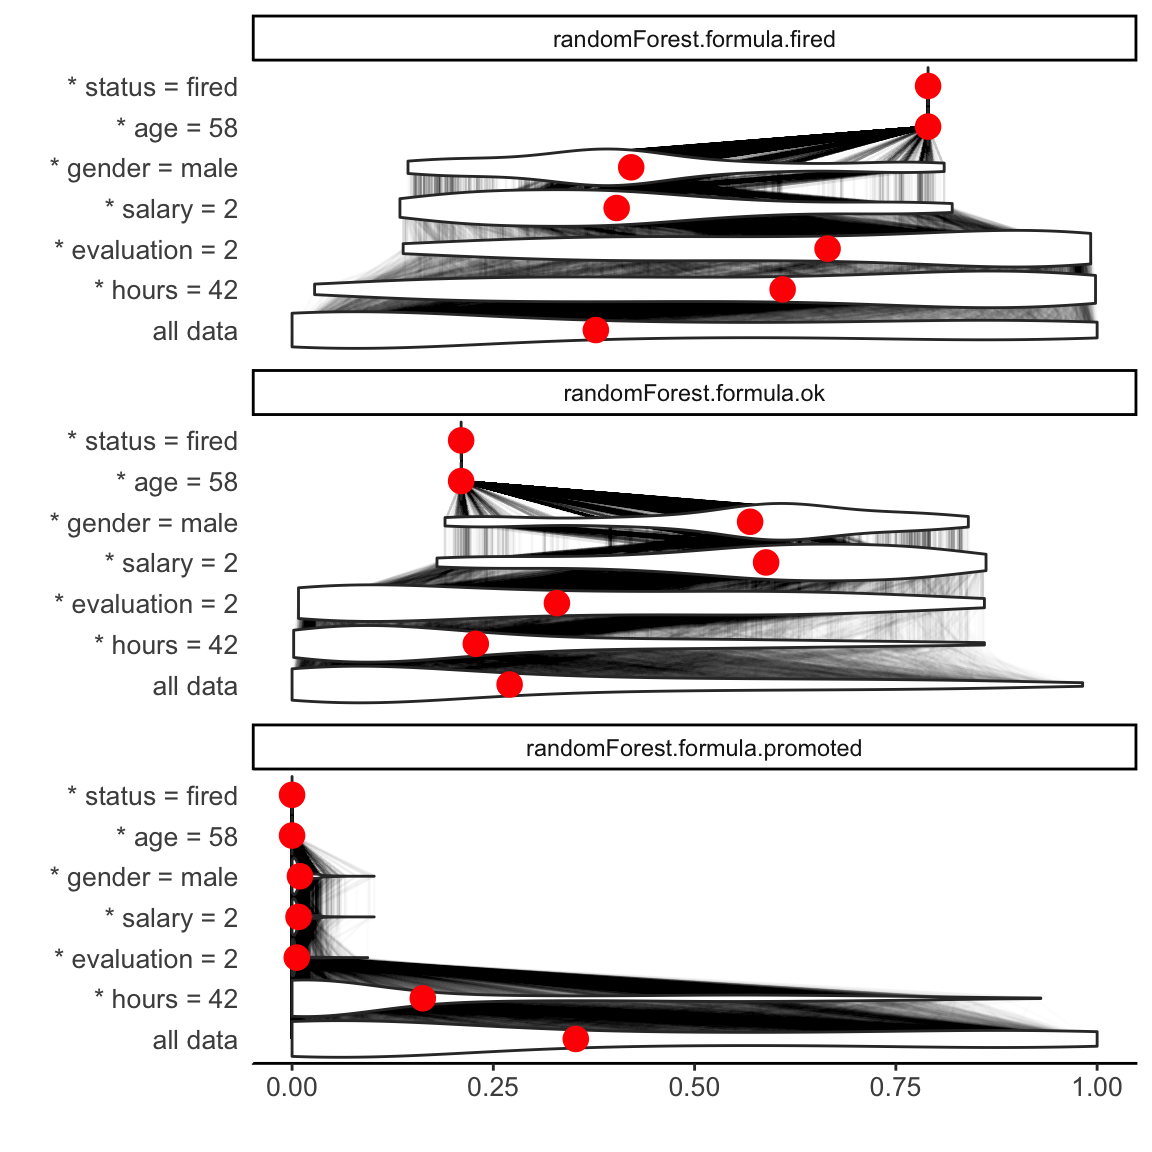 randomForest.formula.fired
* status = fired
* age = 58
* gender = male
* salary = 2
* evaluation = 2
* hours = 42
all data
randomForest.formula.ok
* status = fired
* age = 58
* gender = male
* salary = 2
* evaluation = 2
* hours = 42
all data
randomForest.formula.promoted
* status = fired
* age = 58
* gender = male
* salary = 2
* evaluation = 2
* hours = 42
all data
0.00 0.25 0.50 0.75 1.00